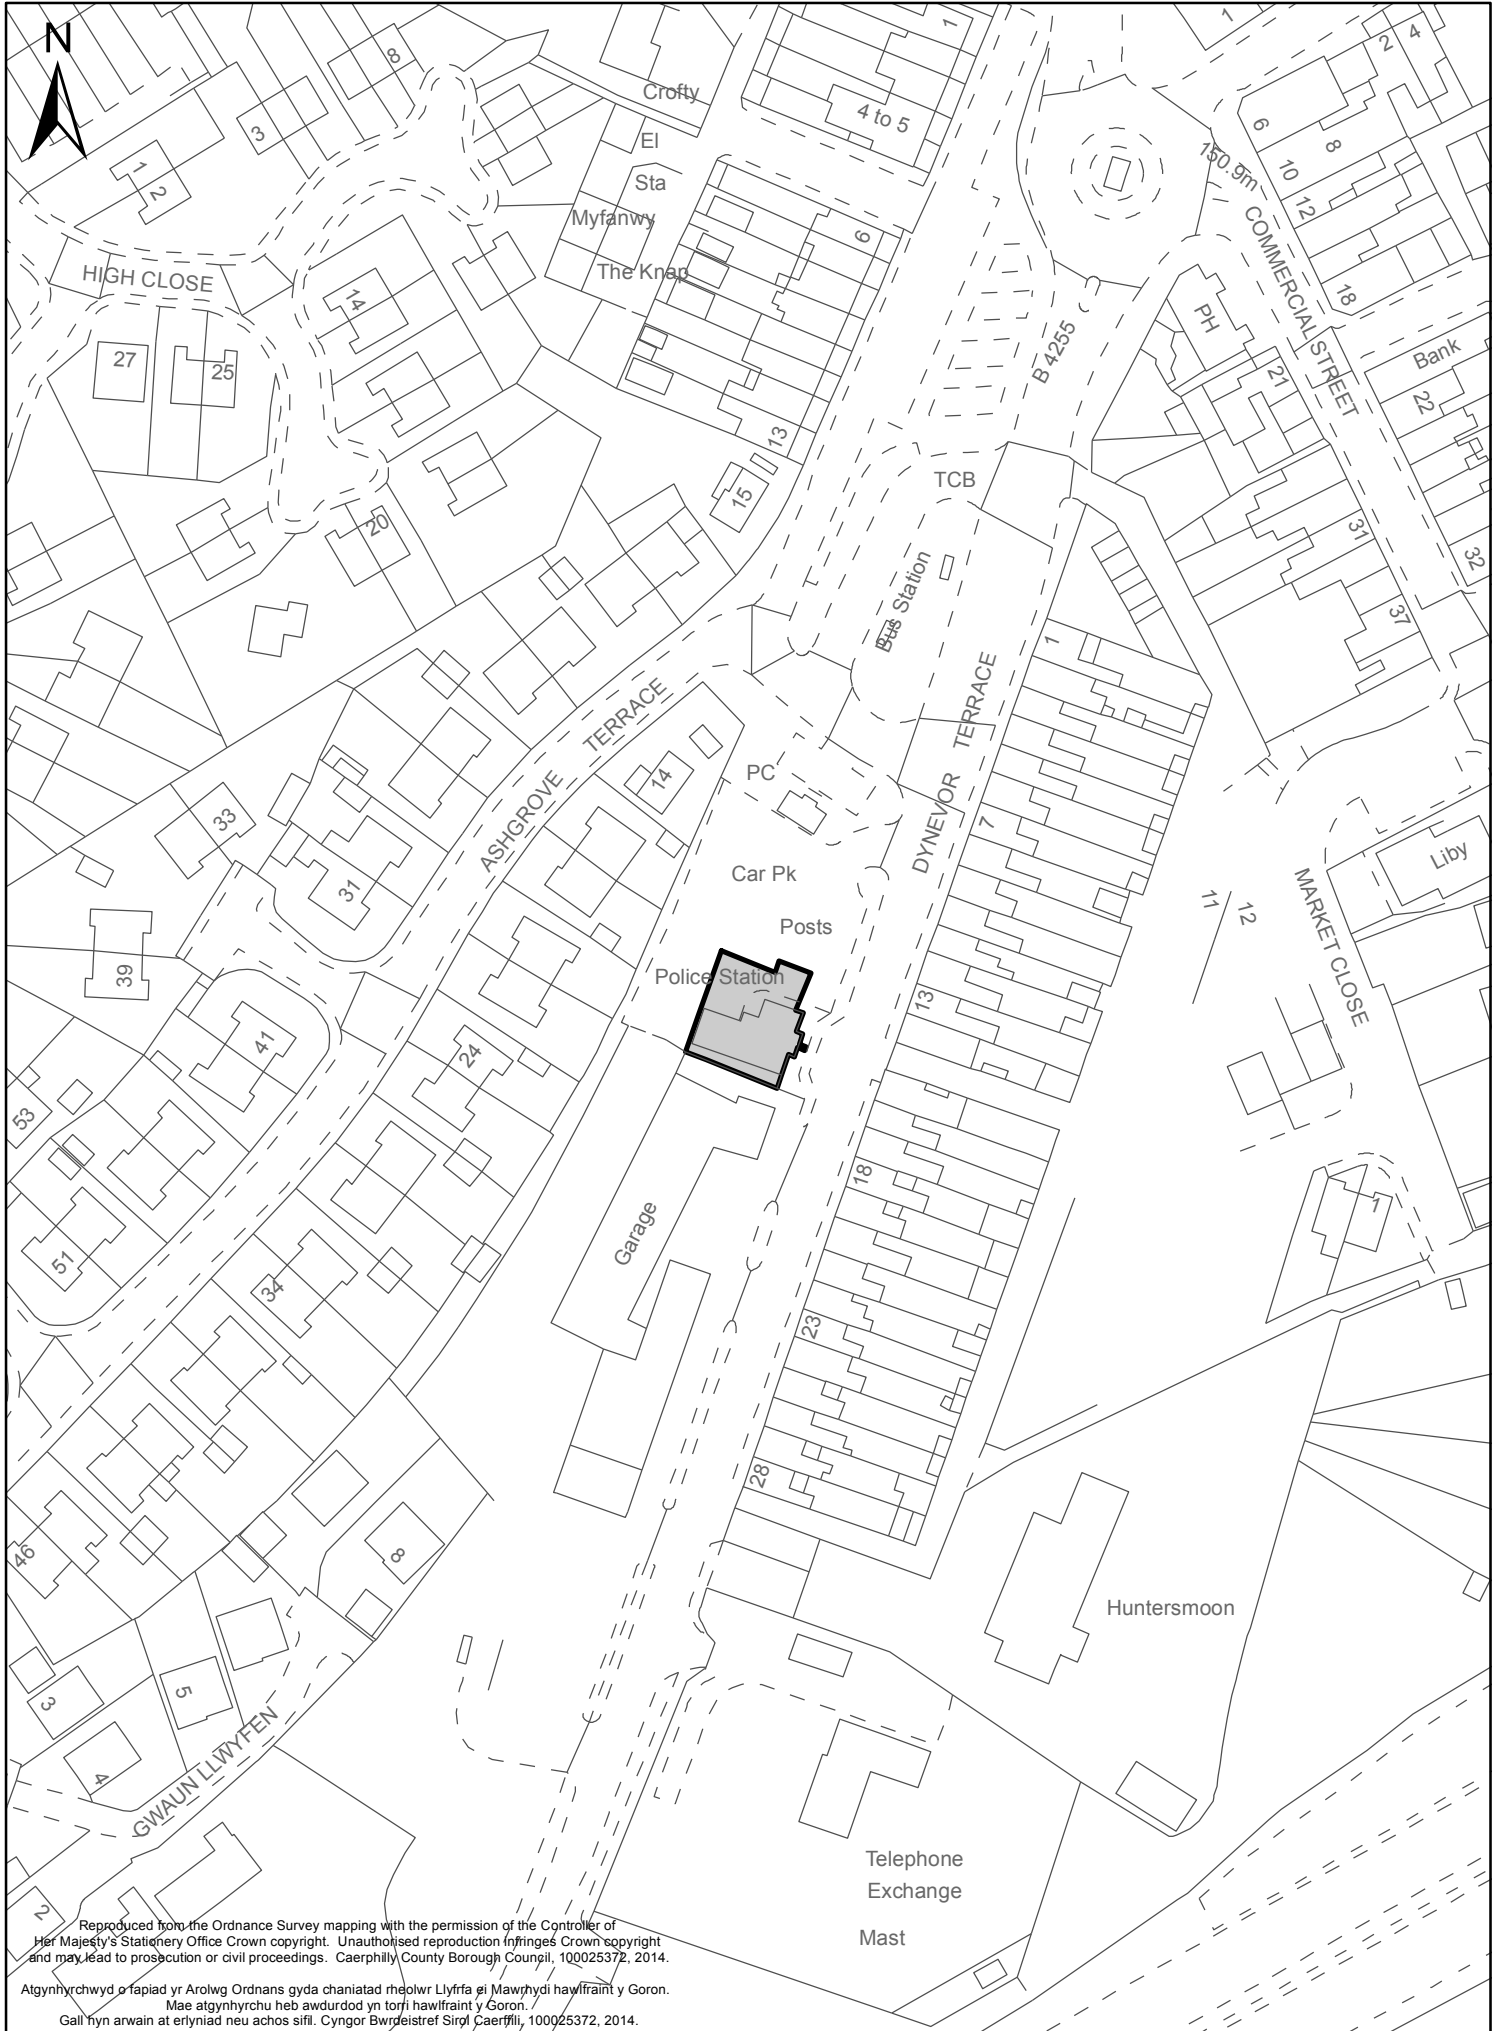 N
8
3
1
2
Crofty
El
Sta
Myfanwy
The Knap
1
4 to 5
6
13
15
1
2
4
6
8
10
12
18
150.9m
COMMERCIAL STREET
B 4255
PH
21
Bank
22
31
32
37
HIGH CLOSE
27
25
14
20
TCB
Bus Station
1
DYNEVOR TERRACE
7
ASHGROVE TERRACE
14
PC
Car Pk
Posts
Police Station
33
31
39
41
24
53
51
34
46
8
13
18
23
28
11
12
MARKET CLOSE
Liby
1
Garage
Huntersmoon
3
5
4
2
GWAUN LLWYFEN
Telephone
Exchange
Mast
Reproduced from the Ordnance Survey mapping with the permission of the Controller of
Her Majesty's Stationery Office Crown copyright. Unauthorised reproduction infringes Crown copyright
and may lead to prosecution or civil proceedings. Caerphilly County Borough Council, 100025372, 2014.
Atgynhyrchwyd o fapiad yr Arolwg Ordnans gyda chaniatad rheolwr Llyfrfa ei Mawrhydi hawlfraint y Goron.
Mae atgynhyrchu heb awdurdod yn torri hawlfraint y Goron.
Gall hyn arwain at erlyniad neu achos sifil. Cyngor Bwrdeistref Sirol Caerffili, 100025372, 2014.